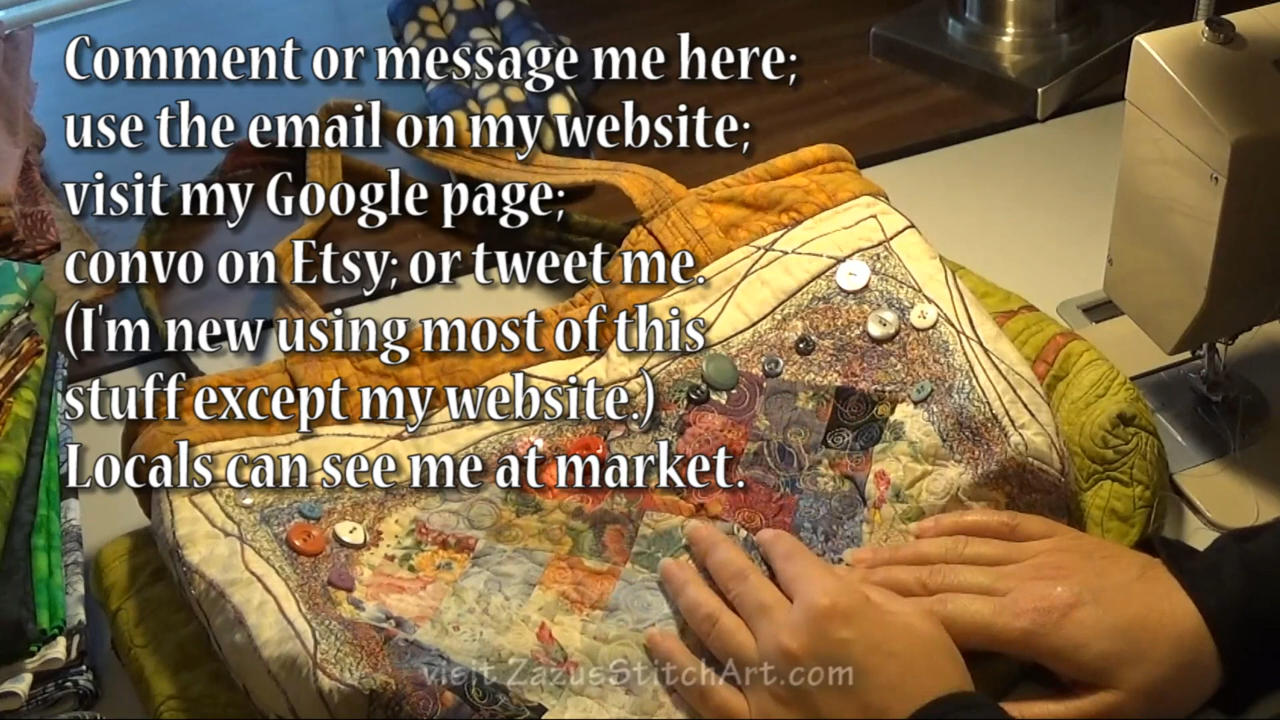 Comment or message me here;
use the email on my website;
visit my Google page;
convo on Etsy; or tweet me.
(I'm new using most of this
stuff except my website.)
Locals can see me at market.
visit ZazusStitchArt.com